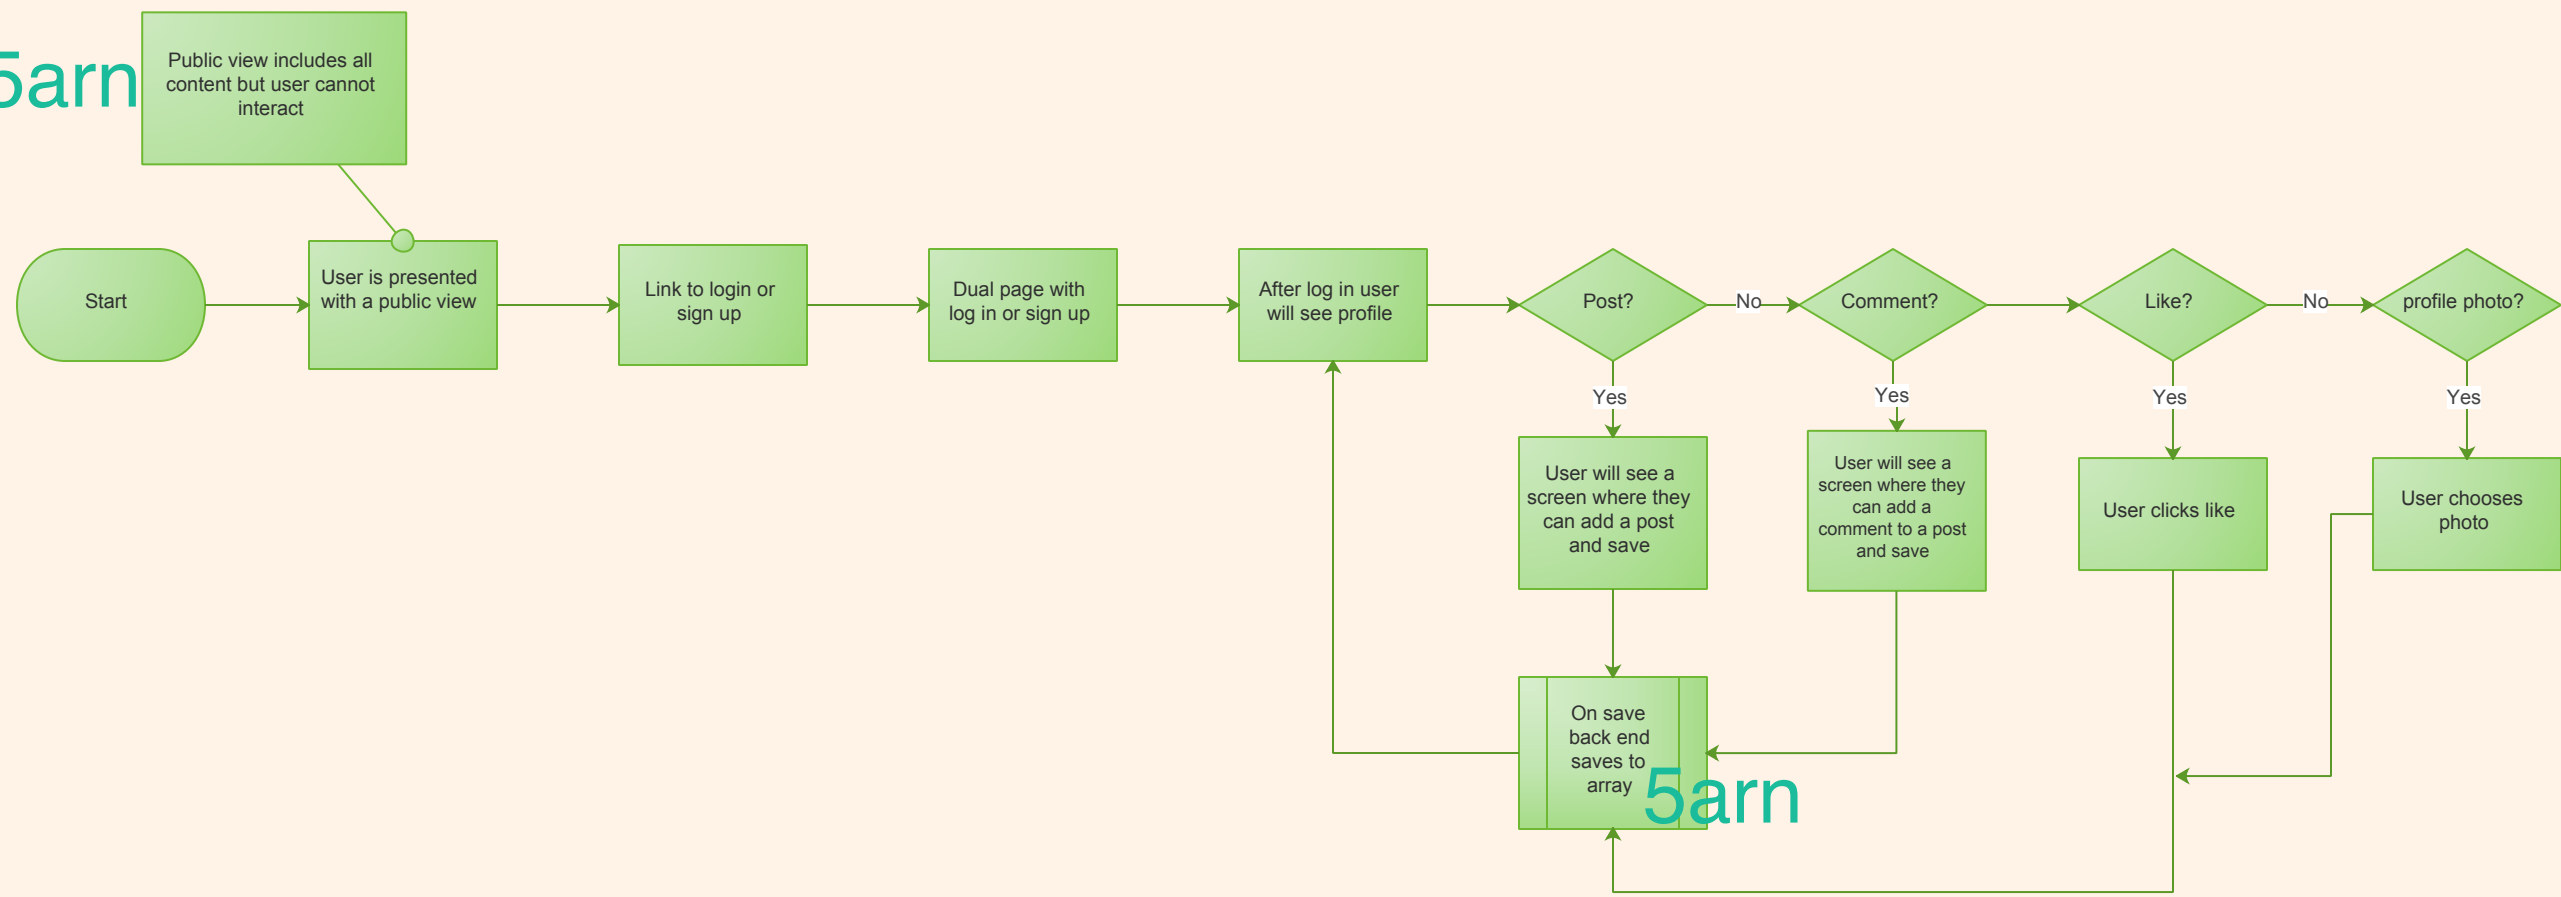 Public view includes all
content but user cannot
interact
5arn
Start
User is presented
with a public view
Link to login or
sign up
Dual page with
log in or sign up
After log in user
will see profile
Post?
No
Comment?
Like?
No
profile photo?
Yes
Yes
Yes
Yes
User will see a
screen where they
can add a post
and save
User will see a
screen where they
can add a
comment to a post
and save
User clicks like
User chooses
photo
On save
back end
saves to
array
5arn